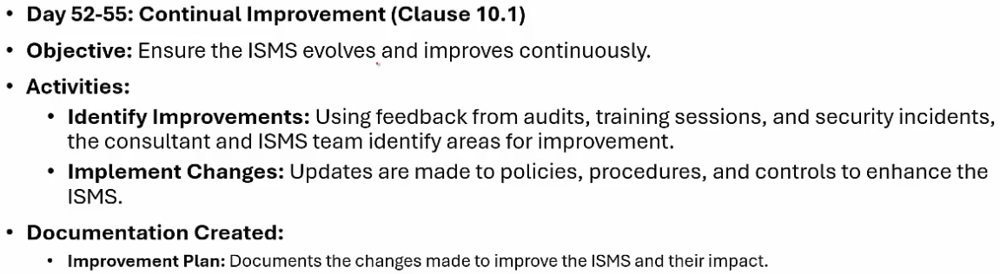 • Day 52-55: Continual Improvement (Clause 10.1)
• Objective: Ensure the ISMS evolves and improves continuously.
• Activities:
• Identify Improvements: Using feedback from audits, training sessions, and security incidents,
the consultant and ISMS team identify areas for improvement.
• Implement Changes: Updates are made to policies, procedures, and controls to enhance the
ISMS.
• Documentation Created:
• Improvement Plan: Documents the changes made to improve the ISMS and their impact.